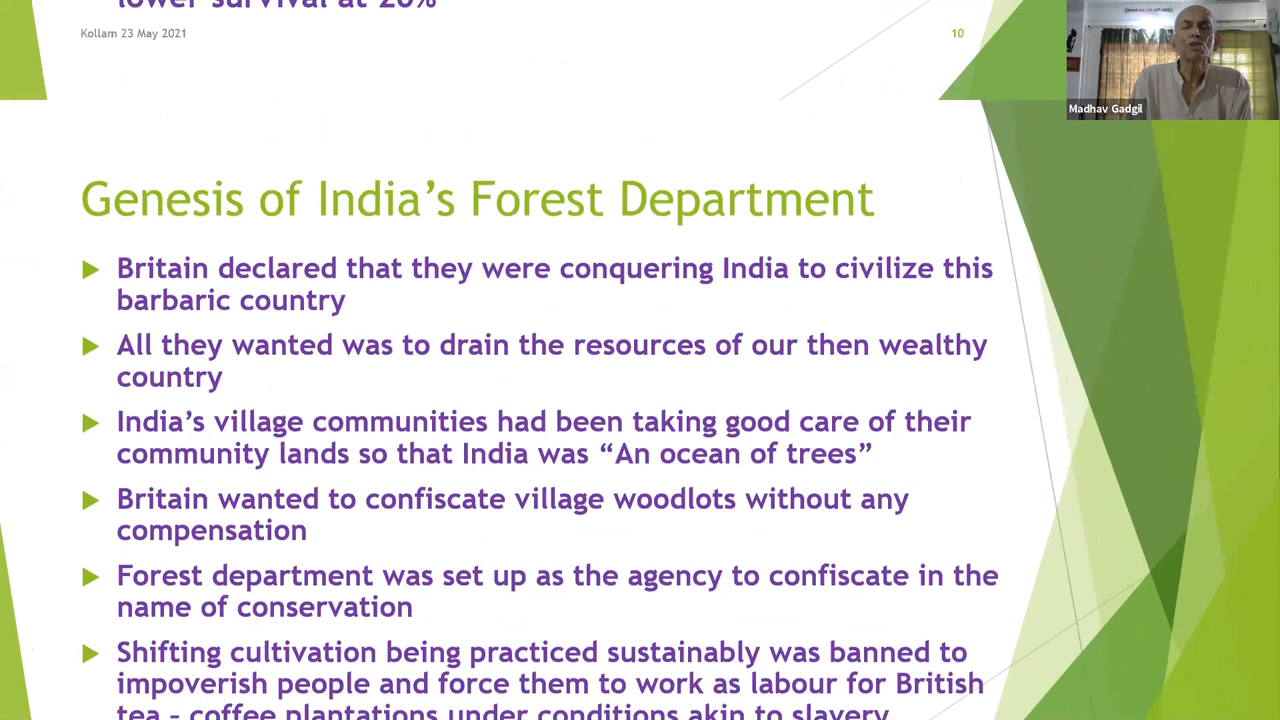 lower survival at 20%
Kollam 23 May 2021
10
Madhav Gadgil
Genesis of India’s Forest Department
Britain declared that they were conquering India to civilize this
barbaric country
All they wanted was to drain the resources of our then wealthy
country
India’s village communities had been taking good care of their
community lands so that India was “An ocean of trees”
Britain wanted to confiscate village woodlots without any
compensation
Forest department was set up as the agency to confiscate in the
name of conservation
Shifting cultivation being practiced sustainably was banned to
impoverish people and force them to work as labour for British
tea – coffee plantations under conditions akin to slavery